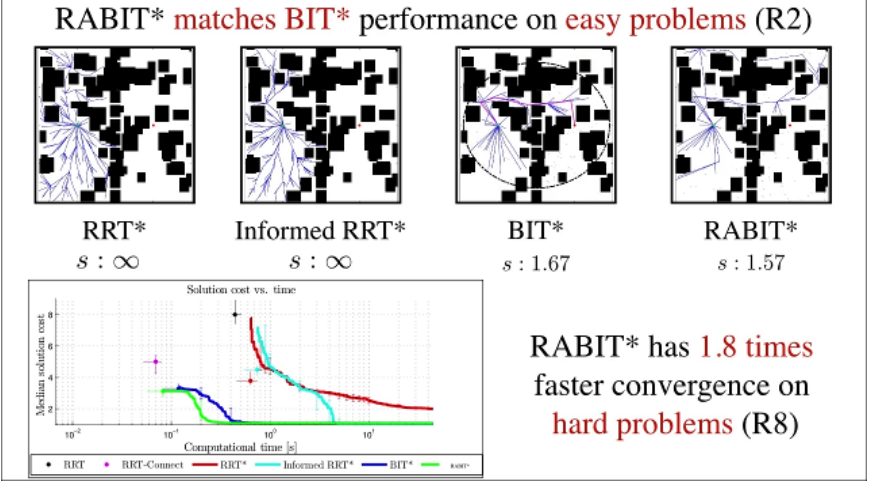 RABIT* matches BIT* performance on easy problems (R2)
RRT*
Informed RRT*
BIT*
RABIT*
s : ∞
s : ∞
s : 1.67
s : 1.57
Solution cost vs. time
Median solution cost
8
6
4
2
10⁻²
10⁻¹
10⁰
10¹
Computational time [s]
RRT
RRT-Connect
RRT*
Informed RRT*
BIT*
RABIT*
RABIT* has 1.8 times
faster convergence on
hard problems (R8)